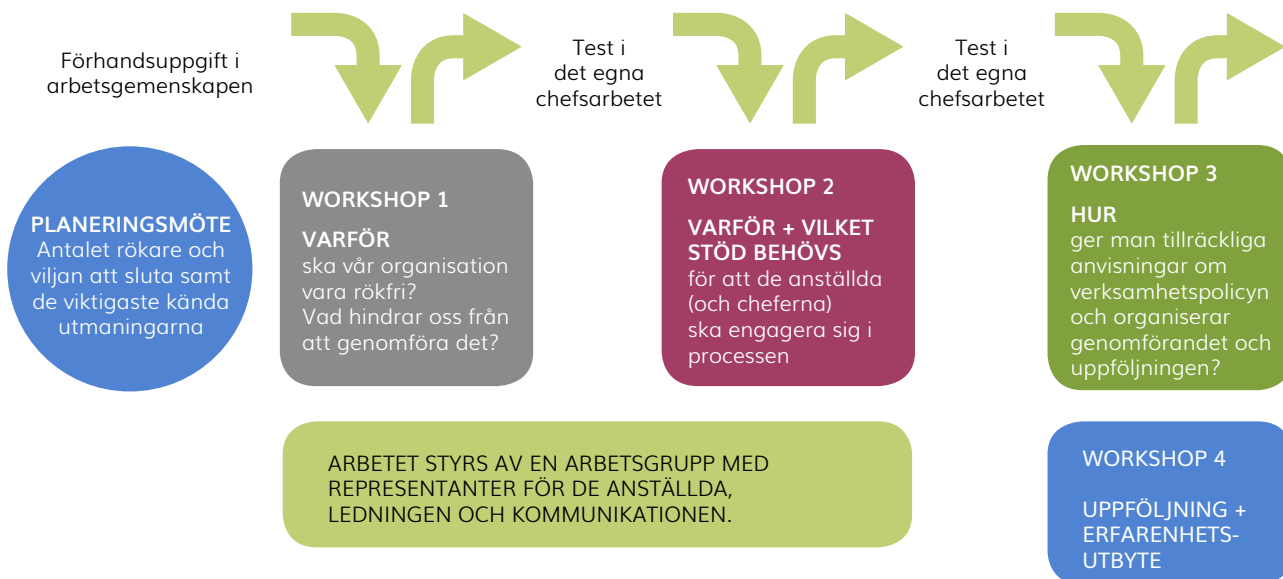 Förhandsuppgift i
arbetsgemenskapen
Test i
det egna
chefsarbetet
Test i
det egna
chefsarbetet
PLANERINGSMÖTE
Antalet rökare och
viljan att sluta samt
de viktigaste kända
utmaningarna
WORKSHOP 1
VARFÖR
ska vår organisation
vara rökfri?
Vad hindrar oss från
att genomföra det?
WORKSHOP 2
VARFÖR + VILKET
STÖD BEHÖVS
för att de anställda
(och cheferna)
ska engagera sig i
processen
WORKSHOP 3
HUR
ger man tillräckliga
anvisningar om
verksamhetspolicyn
och organiserar
genomförandet och
uppföljningen?
ARBETET STYRS AV EN ARBETSGRUPP MED
REPRESENTANTER FÖR DE ANSTÄLLDA,
LEDNINGEN OCH KOMMUNIKATIONEN.
WORKSHOP 4
UPPFÖLJNING +
ERFARENHETS-
UTBYTE